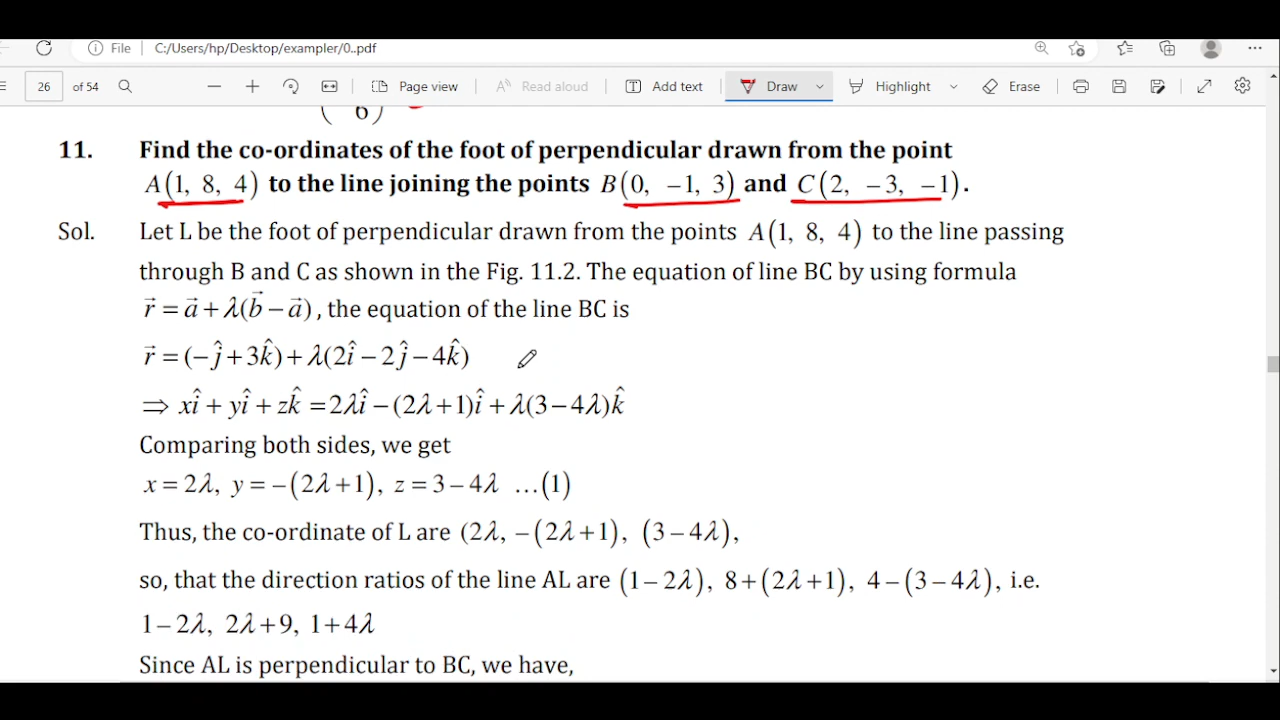 File C:/Users/hp/Desktop/exampler/0..pdf
26 of 54 Page view Read aloud Add text Draw Highlight Erase
( 6 )
11. Find the co-ordinates of the foot of perpendicular drawn from the point
A(1, 8, 4) to the line joining the points B(0, −1, 3) and C(2, −3, −1).
Sol. Let L be the foot of perpendicular drawn from the points A(1, 8, 4) to the line passing
through B and C as shown in the Fig. 11.2. The equation of line BC by using formula
r⃗ = a⃗ + λ(b⃗ − a⃗), the equation of the line BC is
r⃗ = (−ĵ + 3k̂) + λ(2î − 2ĵ − 4k̂)
⇒ xî + yî + zk̂ = 2λî − (2λ + 1)î + λ(3 − 4λ)k̂
Comparing both sides, we get
x = 2λ, y = −(2λ + 1), z = 3 − 4λ ...(1)
Thus, the co-ordinate of L are (2λ, −(2λ + 1), (3 − 4λ),
so, that the direction ratios of the line AL are (1 − 2λ), 8 + (2λ + 1), 4 − (3 − 4λ), i.e.
1 − 2λ, 2λ + 9, 1 + 4λ
Since AL is perpendicular to BC, we have,